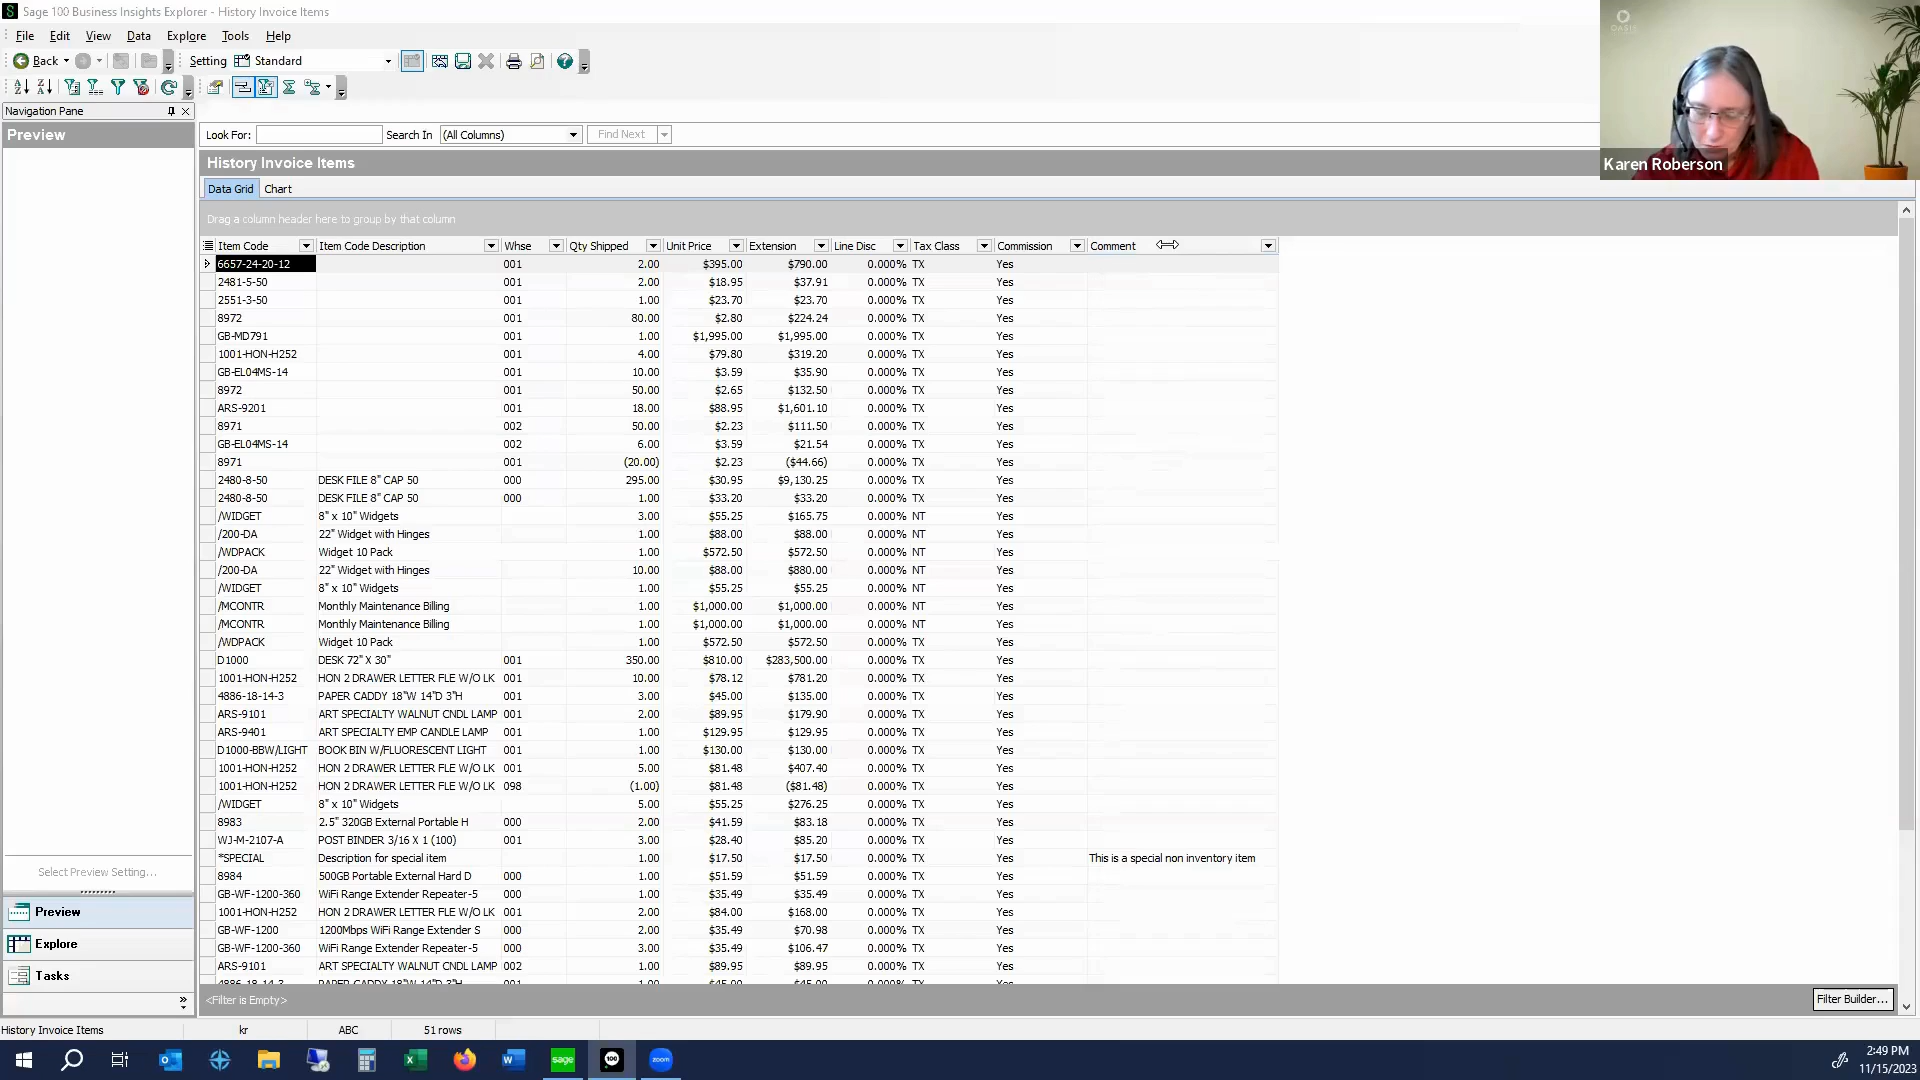 Sage 100 Business Insights Explorer - History Invoice Items
File Edit View Data Explore Tools Help
Back Setting Standard
Navigation Pane
Preview
Look For: Search In (All Columns) Find Next
History Invoice Items
Data Grid Chart
Drag a column header here to group by that column
Item Code Item Code Description Whse Qty Shipped Unit Price Extension Line Disc Tax Class Commission Comment
6657-24-20-12 001 2.00 $395.00 $790.00 0.000% TX Yes
2481-5-50 001 2.00 $18.95 $37.91 0.000% TX Yes
2551-3-50 001 1.00 $23.70 $23.70 0.000% TX Yes
8972 001 80.00 $2.80 $224.24 0.000% TX Yes
GB-MD791 001 1.00 $1,995.00 $1,995.00 0.000% TX Yes
1001-HON-H252 001 4.00 $79.80 $319.20 0.000% TX Yes
GB-EL04MS-14 001 10.00 $3.59 $35.90 0.000% TX Yes
8972 001 50.00 $2.65 $132.50 0.000% TX Yes
ARS-9201 001 18.00 $88.95 $1,601.10 0.000% TX Yes
8971 002 50.00 $2.23 $111.50 0.000% TX Yes
GB-EL04MS-14 002 6.00 $3.59 $21.54 0.000% TX Yes
8971 001 (20.00) $2.23 ($44.66) 0.000% TX Yes
2480-8-50 DESK FILE 8" CAP 50 000 295.00 $30.95 $9,130.25 0.000% TX Yes
2480-8-50 DESK FILE 8" CAP 50 000 1.00 $33.20 $33.20 0.000% TX Yes
/WIDGET 8" x 10" Widgets 3.00 $55.25 $165.75 0.000% NT Yes
/200-DA 22" Widget with Hinges 1.00 $88.00 $88.00 0.000% NT Yes
/WDPACK Widget 10 Pack 1.00 $572.50 $572.50 0.000% NT Yes
/200-DA 22" Widget with Hinges 10.00 $88.00 $880.00 0.000% NT Yes
/WIDGET 8" x 10" Widgets 1.00 $55.25 $55.25 0.000% NT Yes
/MCONTR Monthly Maintenance Billing 1.00 $1,000.00 $1,000.00 0.000% NT Yes
/MCONTR Monthly Maintenance Billing 1.00 $1,000.00 $1,000.00 0.000% NT Yes
/WDPACK Widget 10 Pack 1.00 $572.50 $572.50 0.000% TX Yes
D1000 DESK 72" X 30" 001 350.00 $810.00 $283,500.00 0.000% TX Yes
1001-HON-H252 HON 2 DRAWER LETTER FLE W/O LK 001 10.00 $78.12 $781.20 0.000% TX Yes
4886-18-14-3 PAPER CADDY 18"W 14"D 3"H 001 3.00 $45.00 $135.00 0.000% TX Yes
ARS-9101 ART SPECIALTY WALNUT CNDL LAMP 001 2.00 $89.95 $179.90 0.000% TX Yes
ARS-9401 ART SPECIALTY EMP CANDLE LAMP 001 1.00 $129.95 $129.95 0.000% TX Yes
D1000-BBW/LIGHT BOOK BIN W/FLUORESCENT LIGHT 001 1.00 $130.00 $130.00 0.000% TX Yes
1001-HON-H252 HON 2 DRAWER LETTER FLE W/O LK 001 5.00 $81.48 $407.40 0.000% TX Yes
1001-HON-H252 HON 2 DRAWER LETTER FLE W/O LK 098 (1.00) $81.48 ($81.48) 0.000% TX Yes
/WIDGET 8" x 10" Widgets 5.00 $55.25 $276.25 0.000% TX Yes
8983 2.5" 320GB External Portable H 000 2.00 $41.59 $83.18 0.000% TX Yes
WJ-M-2107-A POST BINDER 3/16 X 1 (100) 001 3.00 $28.40 $85.20 0.000% TX Yes
*SPECIAL Description for special item 1.00 $17.50 $17.50 0.000% TX Yes This is a special non inventory item
8984 500GB Portable External Hard D 000 1.00 $51.59 $51.59 0.000% TX Yes
GB-WF-1200-360 WiFi Range Extender Repeater-5 000 1.00 $35.49 $35.49 0.000% TX Yes
1001-HON-H252 HON 2 DRAWER LETTER FLE W/O LK 001 2.00 $84.00 $168.00 0.000% TX Yes
GB-WF-1200 1200Mbps WiFi Range Extender S 000 2.00 $35.49 $70.98 0.000% TX Yes
GB-WF-1200-360 WiFi Range Extender Repeater-5 000 3.00 $35.49 $106.47 0.000% TX Yes
ARS-9101 ART SPECIALTY WALNUT CNDL LAMP 002 1.00 $89.95 $89.95 0.000% TX Yes
4886-18-14-3 PAPER CADDY 18"W 14"D 3"H 001 1.00 $45.00 $45.00 0.000% TX Yes
Select Preview Setting...
Preview
Explore
Tasks
<Filter is Empty> Filter Builder...
History Invoice Items kr ABC 51 rows
sage 100 zoom
2:49 PM
11/15/2023
Karen Roberson